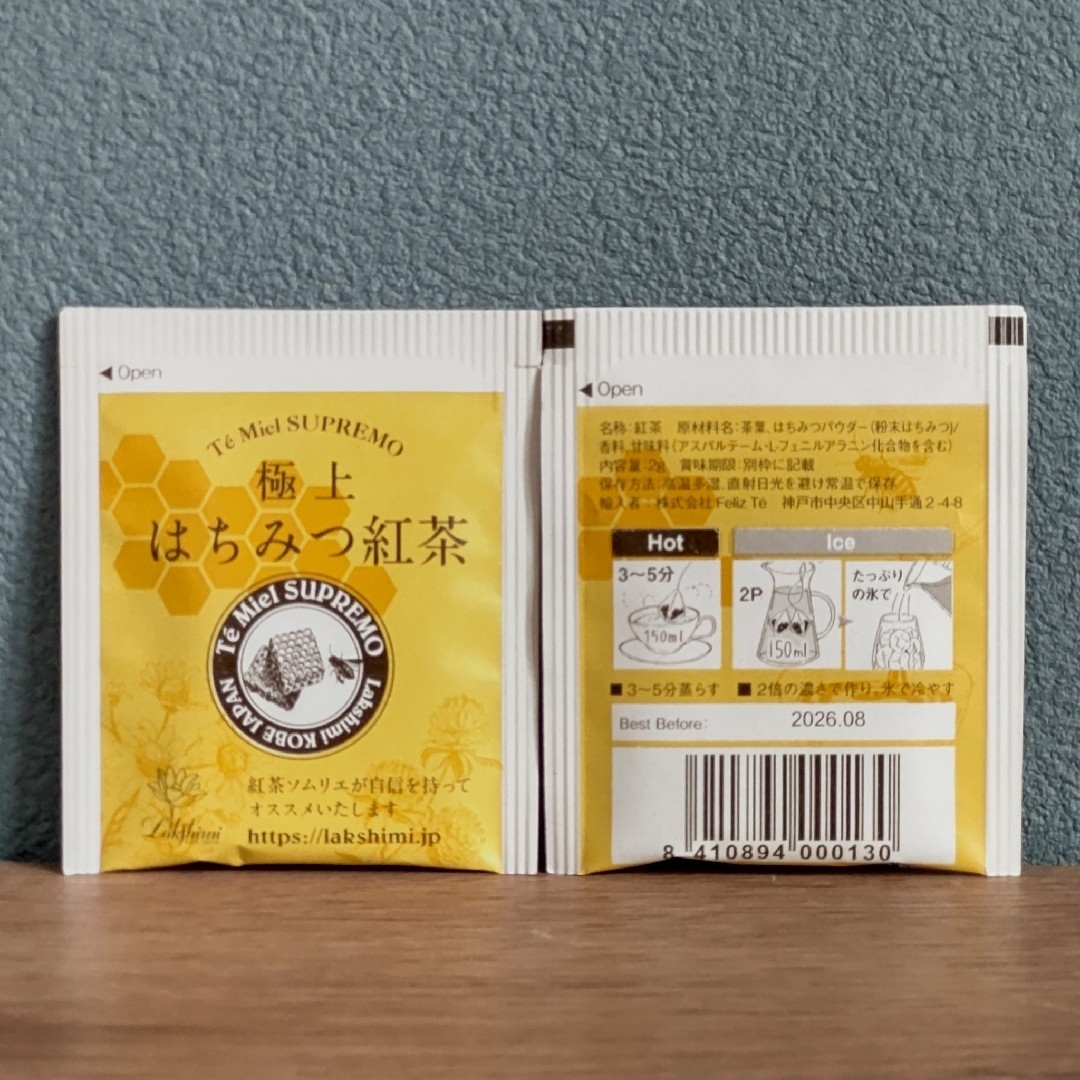 ◀Open
Té Miel SUPREMO
極上
はちみつ紅茶
Té Miel SUPREMO
Lakshimi KOBE JAPAN
紅茶ソムリエが自信を持って
オススメいたします
Lakshimi
https://lakshimi.jp
◀Open
名称:紅茶 原材料名:茶葉、はちみつパウダー(粉末はちみつ)/
香料、甘味料(アスパルテーム・L-フェニルアラニン化合物を含む)
内容量:2g 賞味期限:別枠に記載
保存方法:高温多湿、直射日光を避け常温で保存
輸入者:株式会社 Feliz Té 神戸市中央区中山手通2-4-8
Hot
Ice
3〜5分
150ml
2P
150ml
たっぷり
の氷で
■3〜5分蒸らす ■2倍の濃さで作り、氷で冷やす
Best Before: 2026.08
8 410894 000130